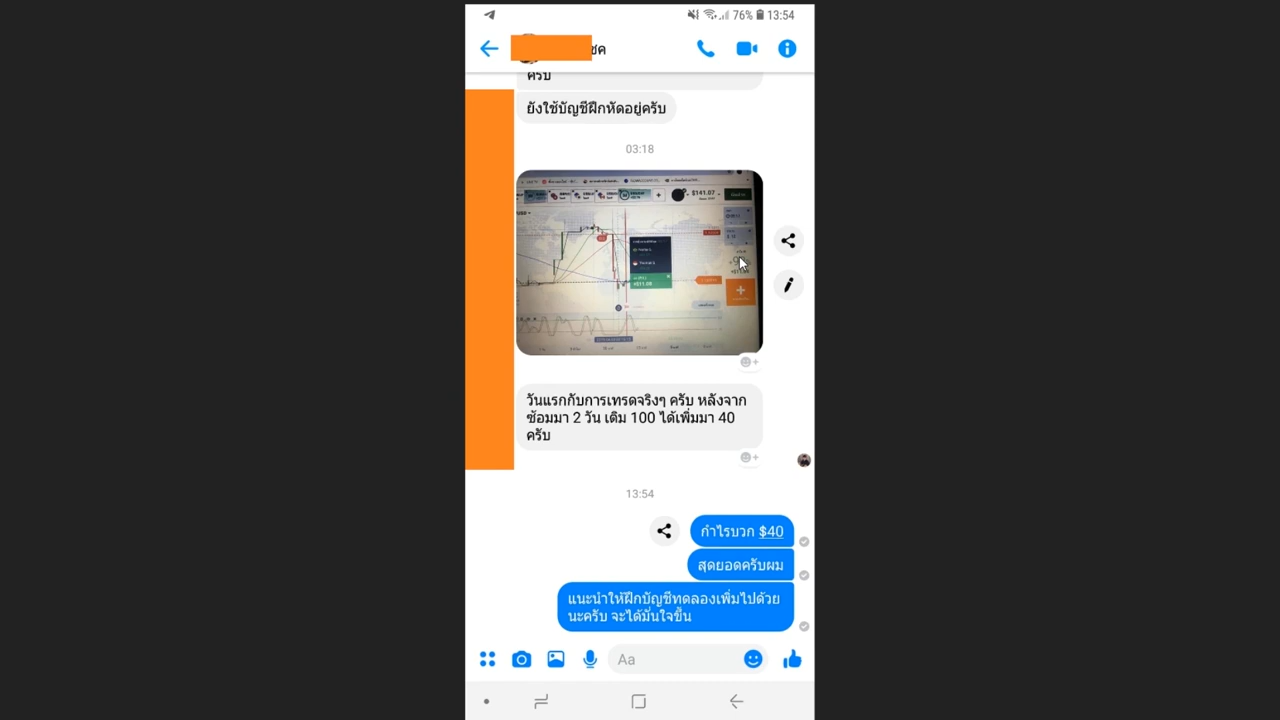 76% 13:54
ชค
ครับ
ยังใช้บัญชีฝึกหัดอยู่ครับ
03:18
$141.07
วันแรกกับการเทรดจริงๆ ครับ หลังจาก
ซ้อมมา 2 วัน เดิม 100 ได้เพิ่มมา 40
ครับ
13:54
กำไรบวก $40
สุดยอดครับผม
แนะนำให้ฝึกบัญชีทดลองเพิ่มไปด้วย
นะครับ จะได้มั่นใจขึ้น
Aa